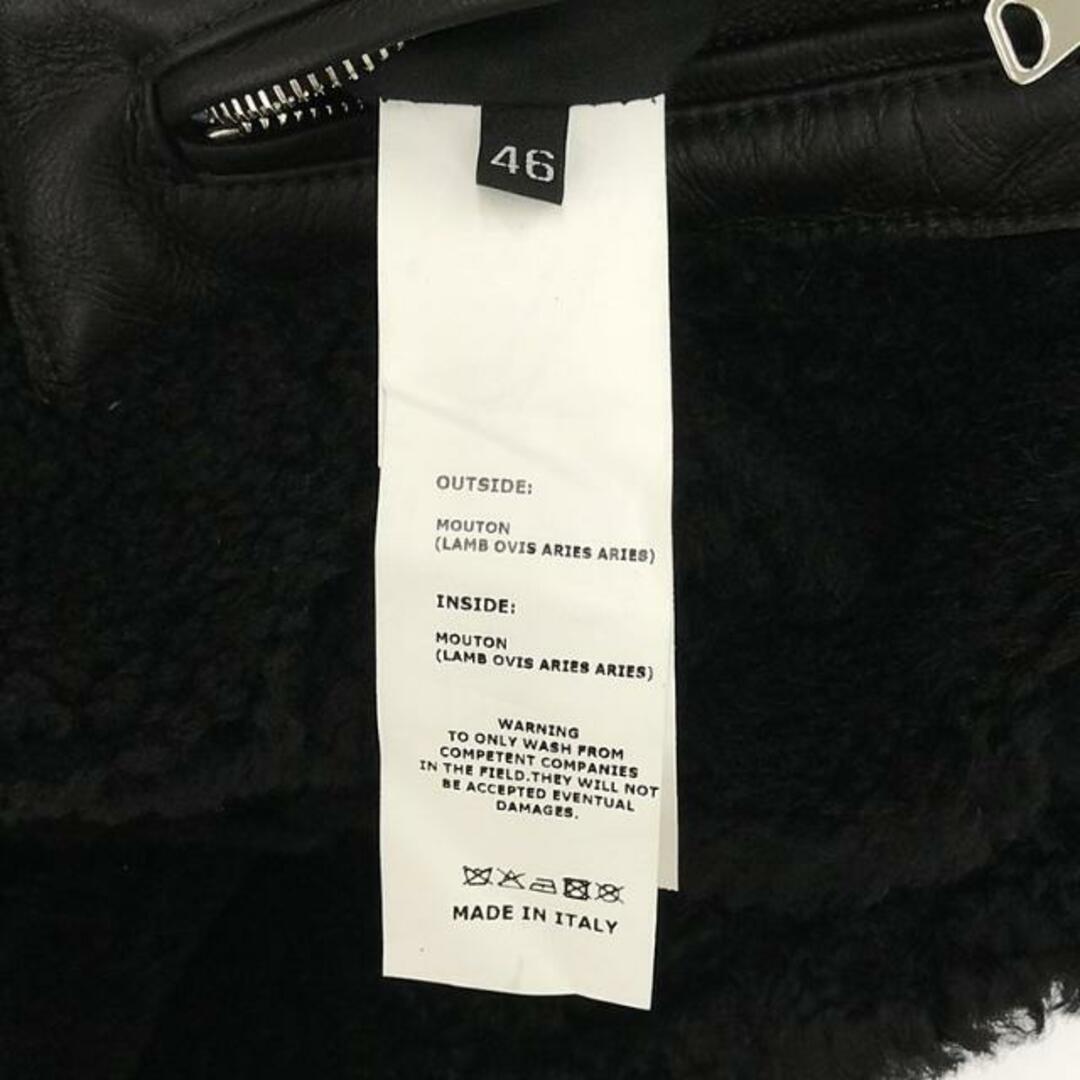 46
OUTSIDE:
MOUTON
(LAMB OVIS ARIES ARIES)
INSIDE:
MOUTON
(LAMB OVIS ARIES ARIES)
WARNING
TO ONLY WASH FROM
COMPETENT COMPANIES
IN THE FIELD.THEY WILL NOT
BE ACCEPTED EVENTUAL
DAMAGES.
MADE IN ITALY